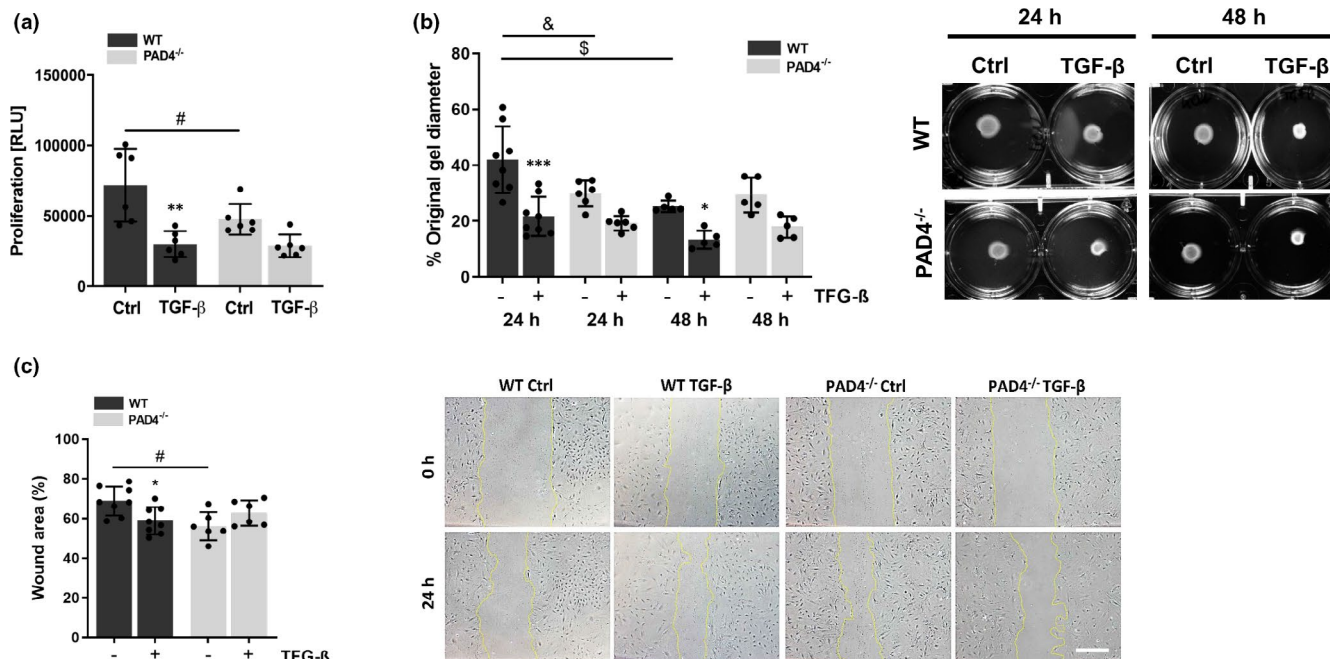 (a)
WT
PAD4-/-
Proliferation [RLU]
150000
100000
50000
0
#
**
Ctrl TGF-β Ctrl TGF-β
(b)
&
$
WT
PAD4-/-
% Original gel diameter
80
60
40
20
0
***
*
- + - + - + - + TFG-ß
24 h 24 h 48 h 48 h
24 h 48 h
Ctrl TGF-β Ctrl TGF-β
WT
PAD4-/-
(c)
WT
PAD4-/-
Wound area (%)
100
80
60
40
20
0
#
*
- + - + TFG-ß
WT Ctrl WT TGF-β PAD4-/- Ctrl PAD4-/- TGF-β
0 h
24 h